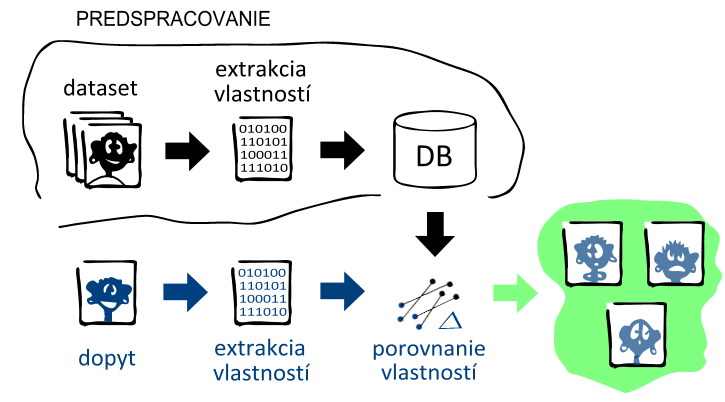 PREDSPRACOVANIE
dataset
extrakcia
vlastností
010100
110101
100011
111010
DB
010100
110101
100011
111010
dopyt
extrakcia
vlastností
porovnanie
vlastností